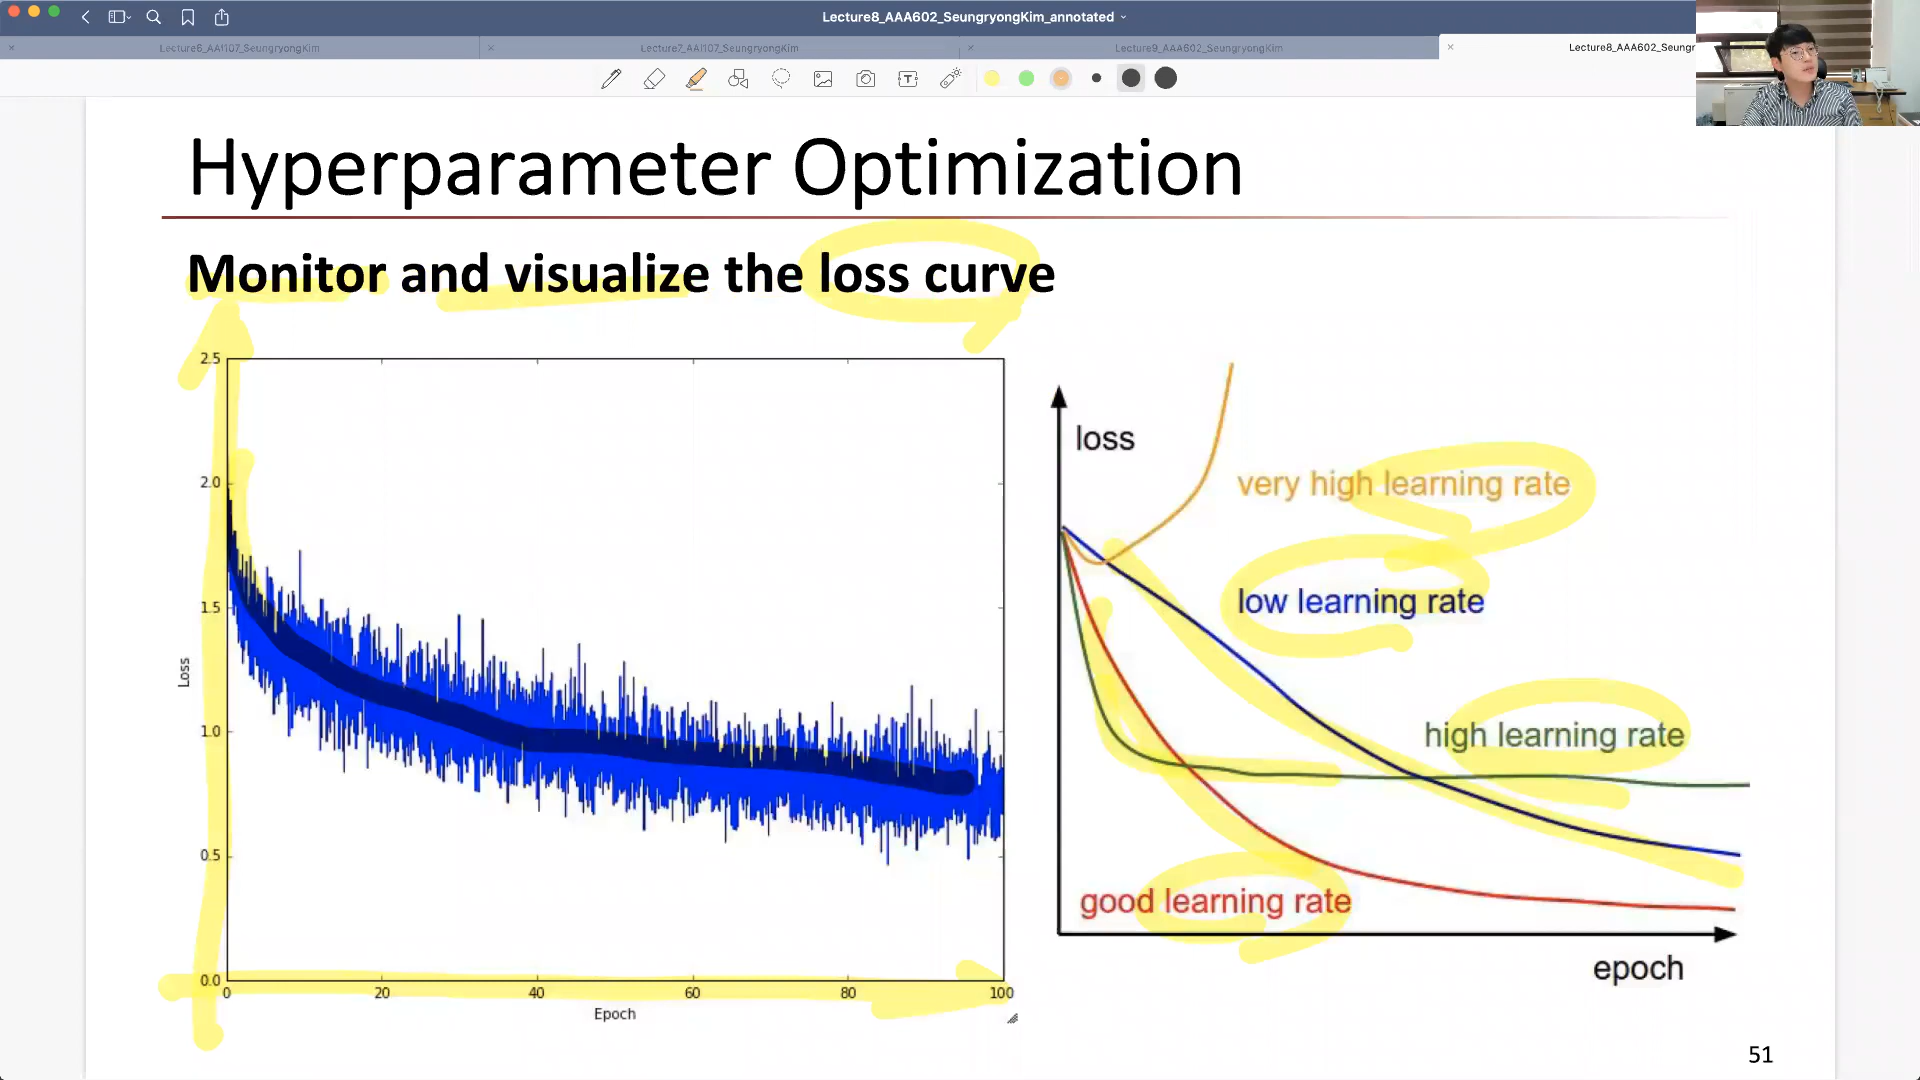 Lecture8_AAA602_SeungryongKim_annotated
Lecture6_AAI107_SeungryongKim
Lecture7_AAI107_SeungryongKim
Lecture9_AAA602_SeungryongKim
Lecture8_AAA602_Seungr
Hyperparameter Optimization
Monitor and visualize the loss curve
2.5
2.0
1.5
1.0
0.5
0.0
Loss
0 20 40 60 80 100
Epoch
loss
very high learning rate
low learning rate
high learning rate
good learning rate
epoch
51